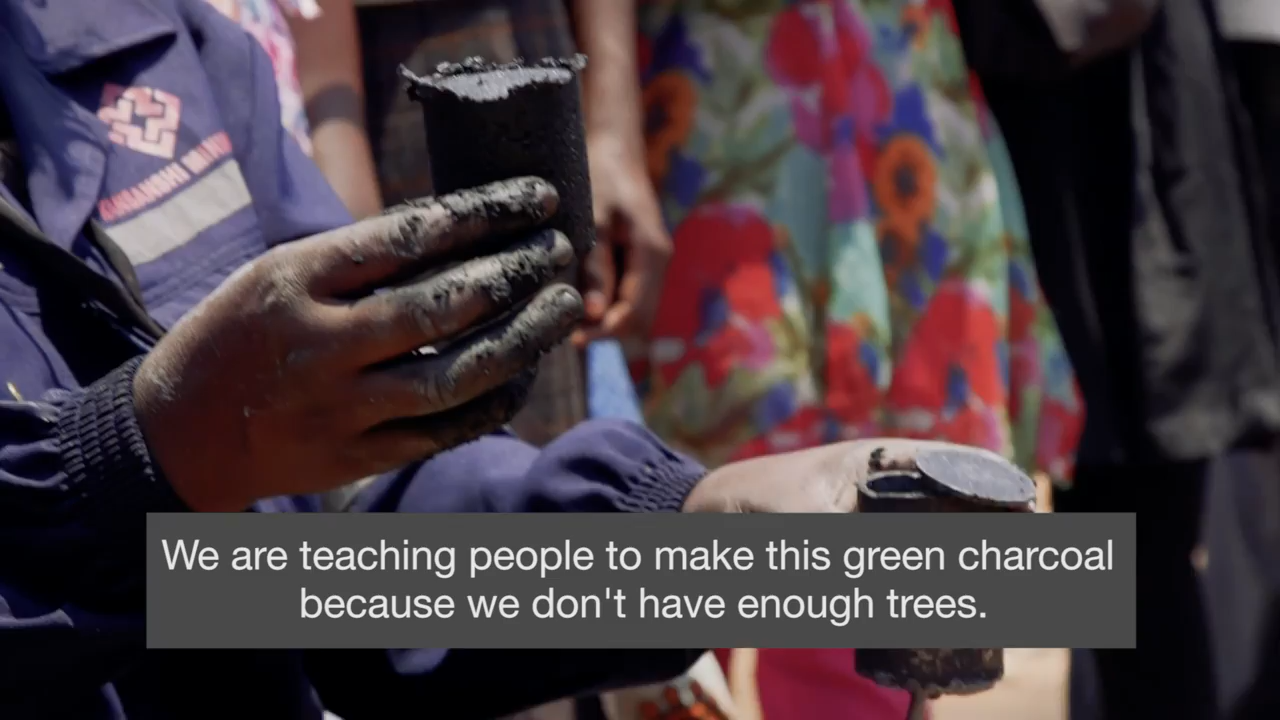 We are teaching people to make this green charcoal
because we don't have enough trees.